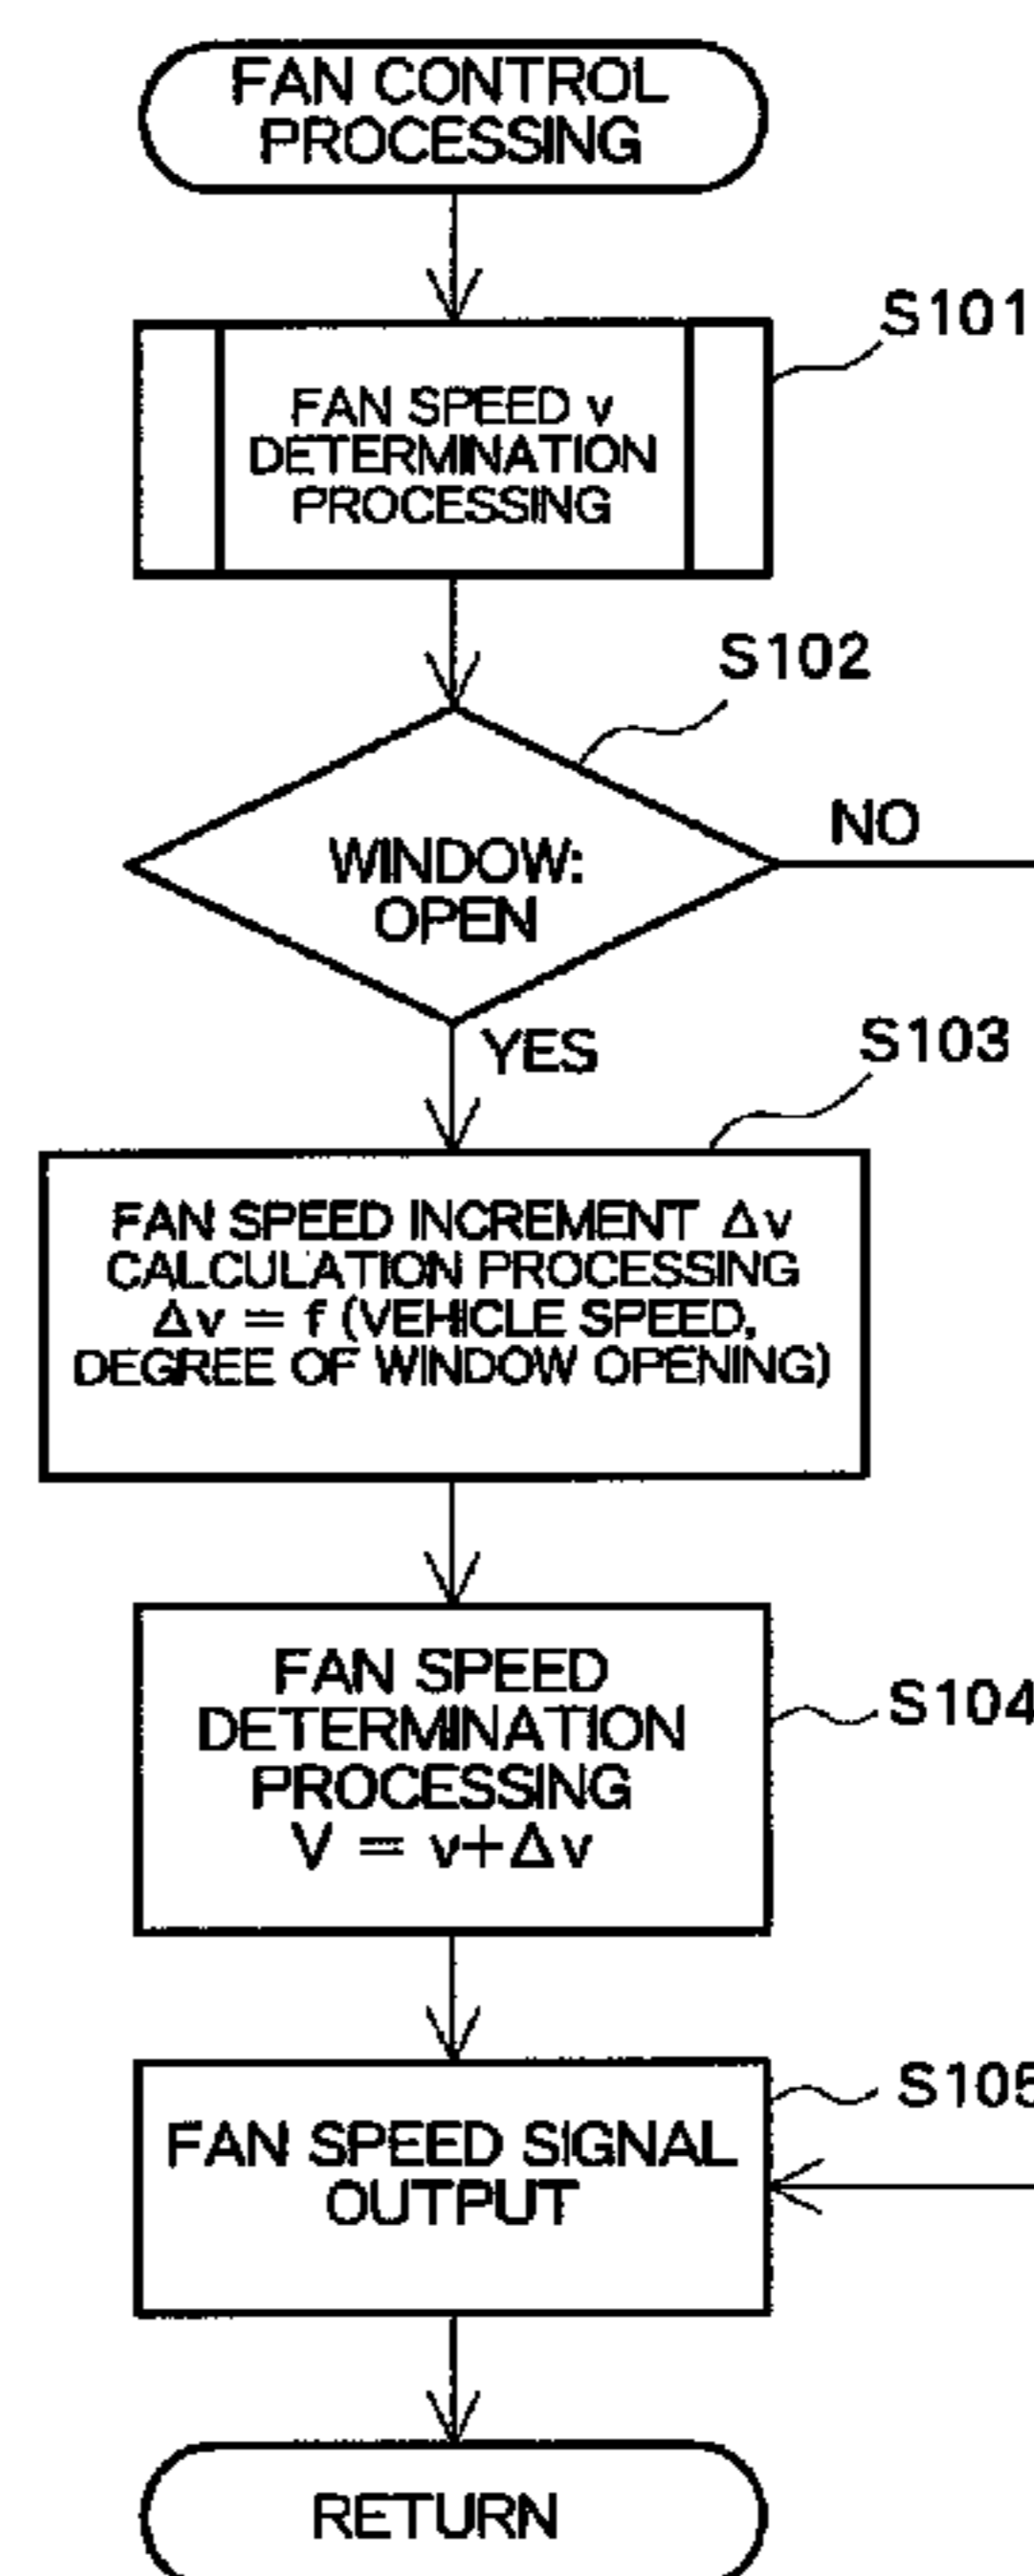 FAN CONTROL
PROCESSING
S101
FAN SPEED v
DETERMINATION
PROCESSING
S102
WINDOW:
OPEN
NO
YES
S103
FAN SPEED INCREMENT Δv
CALCULATION PROCESSING
Δv = f (VEHICLE SPEED,
DEGREE OF WINDOW OPENING)
FAN SPEED
DETERMINATION
PROCESSING
V = v+Δv
S104
S105
FAN SPEED SIGNAL
OUTPUT
RETURN